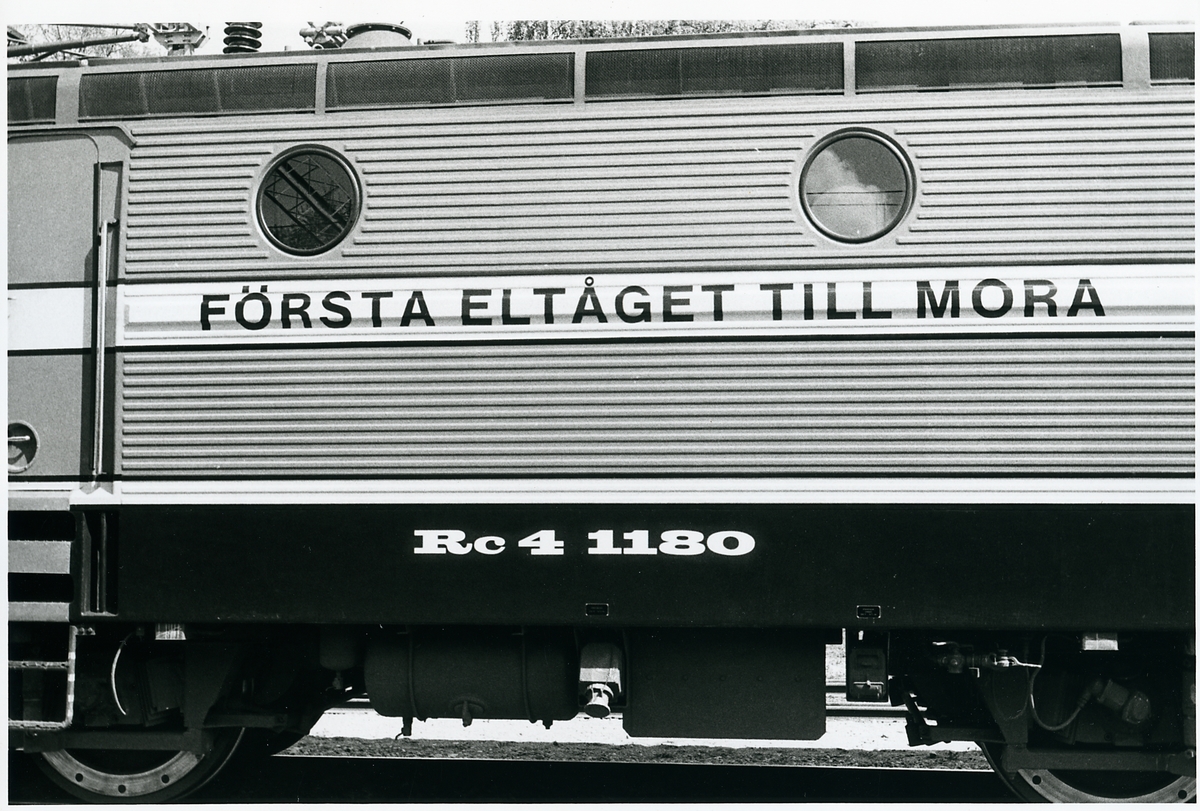 FÖRSTA ELTÅGET TILL MORA
Rc 4 1180